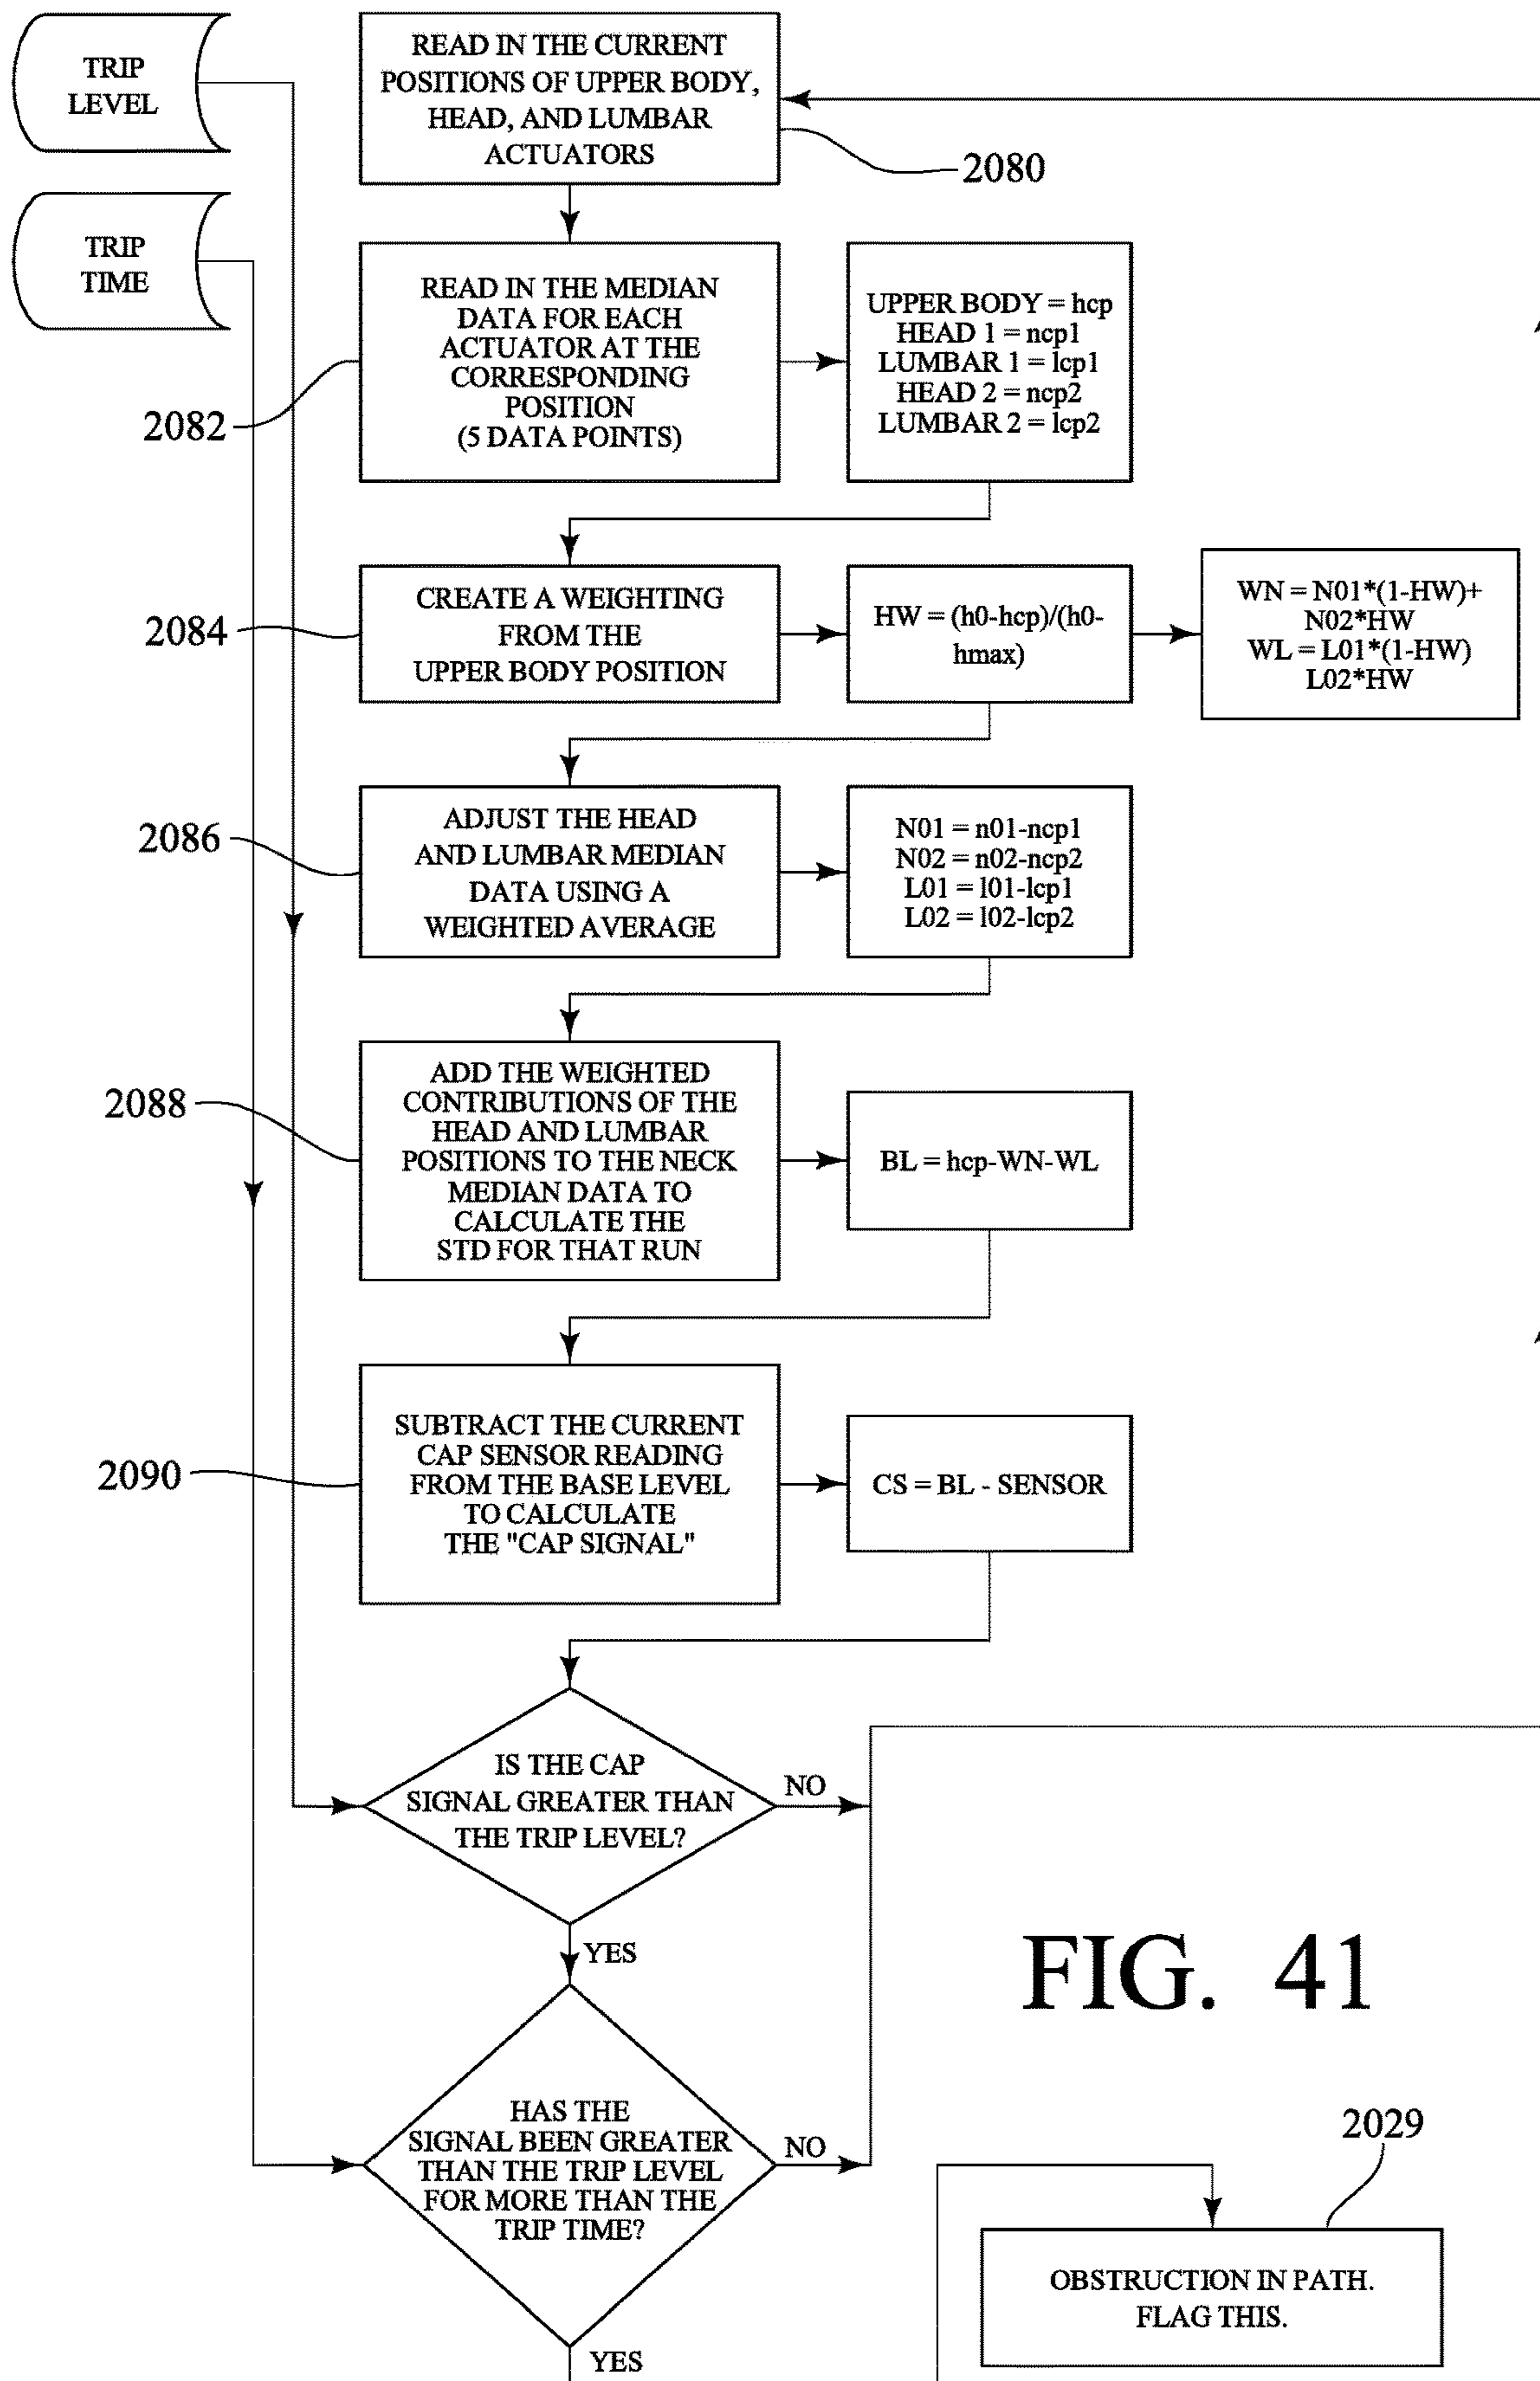 TRIP
LEVEL
TRIP
TIME
READ IN THE CURRENT
POSITIONS OF UPPER BODY,
HEAD, AND LUMBAR
ACTUATORS
2080
READ IN THE MEDIAN
DATA FOR EACH
ACTUATOR AT THE
CORRESPONDING
POSITION
(5 DATA POINTS)
2082
UPPER BODY = hcp
HEAD 1 = ncp1
LUMBAR 1 = lcp1
HEAD 2 = ncp2
LUMBAR 2 = lcp2
CREATE A WEIGHTING
FROM THE
UPPER BODY POSITION
2084
HW = (h0-hcp)/(h0-
hmax)
WN = N01*(1-HW)+
N02*HW
WL = L01*(1-HW)
L02*HW
ADJUST THE HEAD
AND LUMBAR MEDIAN
DATA USING A
WEIGHTED AVERAGE
2086
N01 = n01-ncp1
N02 = n02-ncp2
L01 = l01-lcp1
L02 = l02-lcp2
ADD THE WEIGHTED
CONTRIBUTIONS OF THE
HEAD AND LUMBAR
POSITIONS TO THE NECK
MEDIAN DATA TO
CALCULATE THE
STD FOR THAT RUN
2088
BL = hcp-WN-WL
SUBTRACT THE CURRENT
CAP SENSOR READING
FROM THE BASE LEVEL
TO CALCULATE
THE "CAP SIGNAL"
2090
CS = BL - SENSOR
IS THE CAP
SIGNAL GREATER THAN
THE TRIP LEVEL?
NO
YES
HAS THE
SIGNAL BEEN GREATER
THAN THE TRIP LEVEL
FOR MORE THAN THE
TRIP TIME?
NO
YES
FIG. 41
2029
OBSTRUCTION IN PATH.
FLAG THIS.